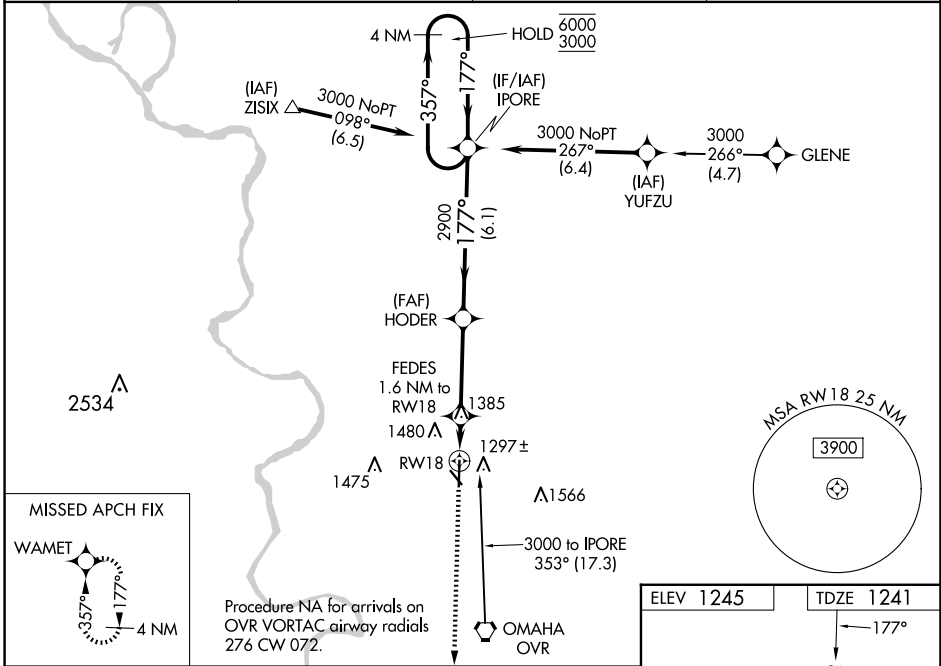 4 NM
HOLD
6000
3000
357°
177°
(IAF)
ZISIX
3000 NoPT
098°
(6.5)
(IF/IAF)
IPORE
3000 NoPT
267°
(6.4)
(IAF)
YUFZU
3000
266°
(4.7)
GLENE
2900
177°
(6.1)
(FAF)
HODER
FEDES
1.6 NM to
RW18
1385
1480
2534
1475
RW18
1297±
1566
3000 to IPORE
353° (17.3)
OMAHA
OVR
MSA RW18 25 NM
3900
MISSED APCH FIX
WAMET
357°
177°
4 NM
Procedure NA for arrivals on
OVR VORTAC airway radials
276 CW 072.
ELEV 1245
TDZE 1241
177°